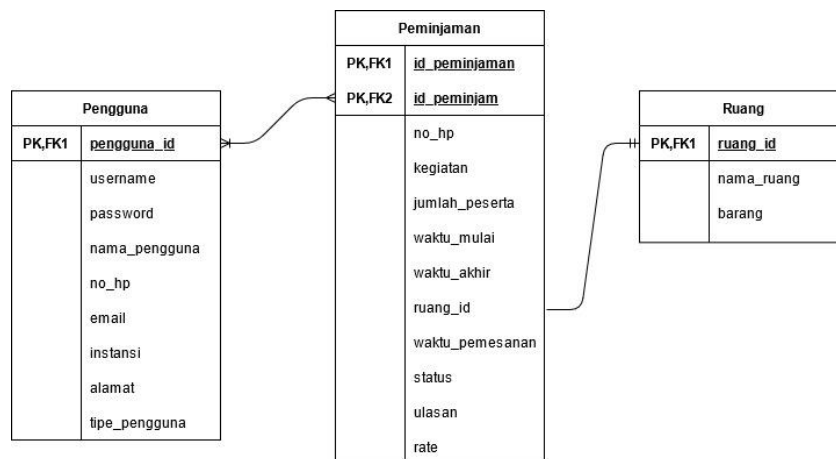 Peminjaman
PK,FK1 id_peminjaman
PK,FK2 id_peminjam
no_hp
kegiatan
jumlah_peserta
waktu_mulai
waktu_akhir
ruang_id
waktu_pemesanan
status
ulasan
rate
Pengguna
PK,FK1 pengguna_id
username
password
nama_pengguna
no_hp
email
instansi
alamat
tipe_pengguna
Ruang
PK,FK1 ruang_id
nama_ruang
barang